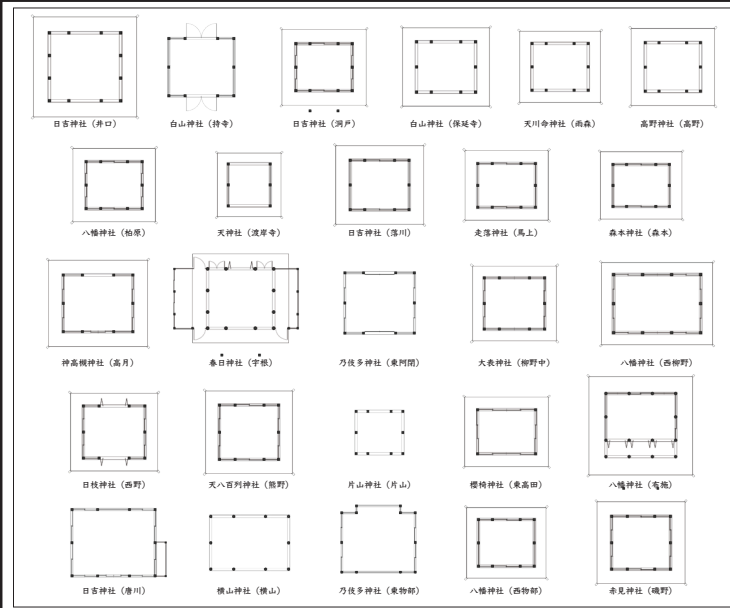 日吉神社（井口）
白山神社（持寺）
日吉神社（洞戸）
白山神社（保延寺）
天川命神社（雨森）
高野神社（高野）
八幡神社（柏原）
天神社（渡岸寺）
日吉神社（落川）
走落神社（馬上）
森本神社（森本）
神高槻神社（高月）
春日神社（宇根）
乃伎多神社（東阿閉）
大表神社（柳野中）
八幡神社（西柳野）
日枝神社（西野）
天八百列神社（熊野）
片山神社（片山）
櫻椅神社（東高田）
八幡神社（布施）
日吉神社（唐川）
横山神社（横山）
乃伎多神社（東物部）
八幡神社（西物部）
赤見神社（磯野）